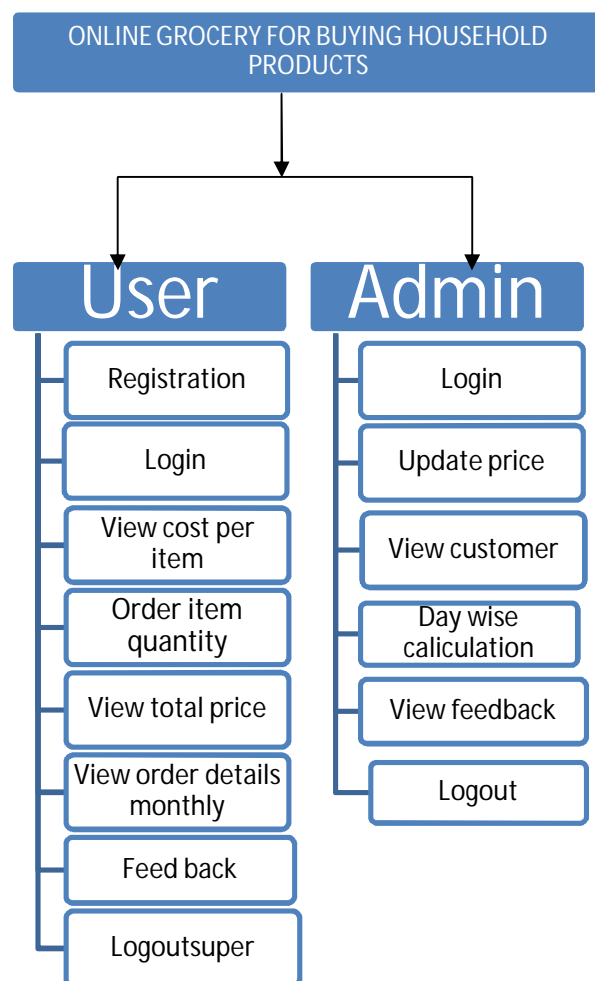 ONLINE GROCERY FOR BUYING HOUSEHOLD
PRODUCTS
User
Registration
Login
View cost per
item
Order item
quantity
View total price
View order details
monthly
Feed back
Logoutsuper
Admin
Login
Update price
View customer
Day wise
caliculation
View feedback
Logout